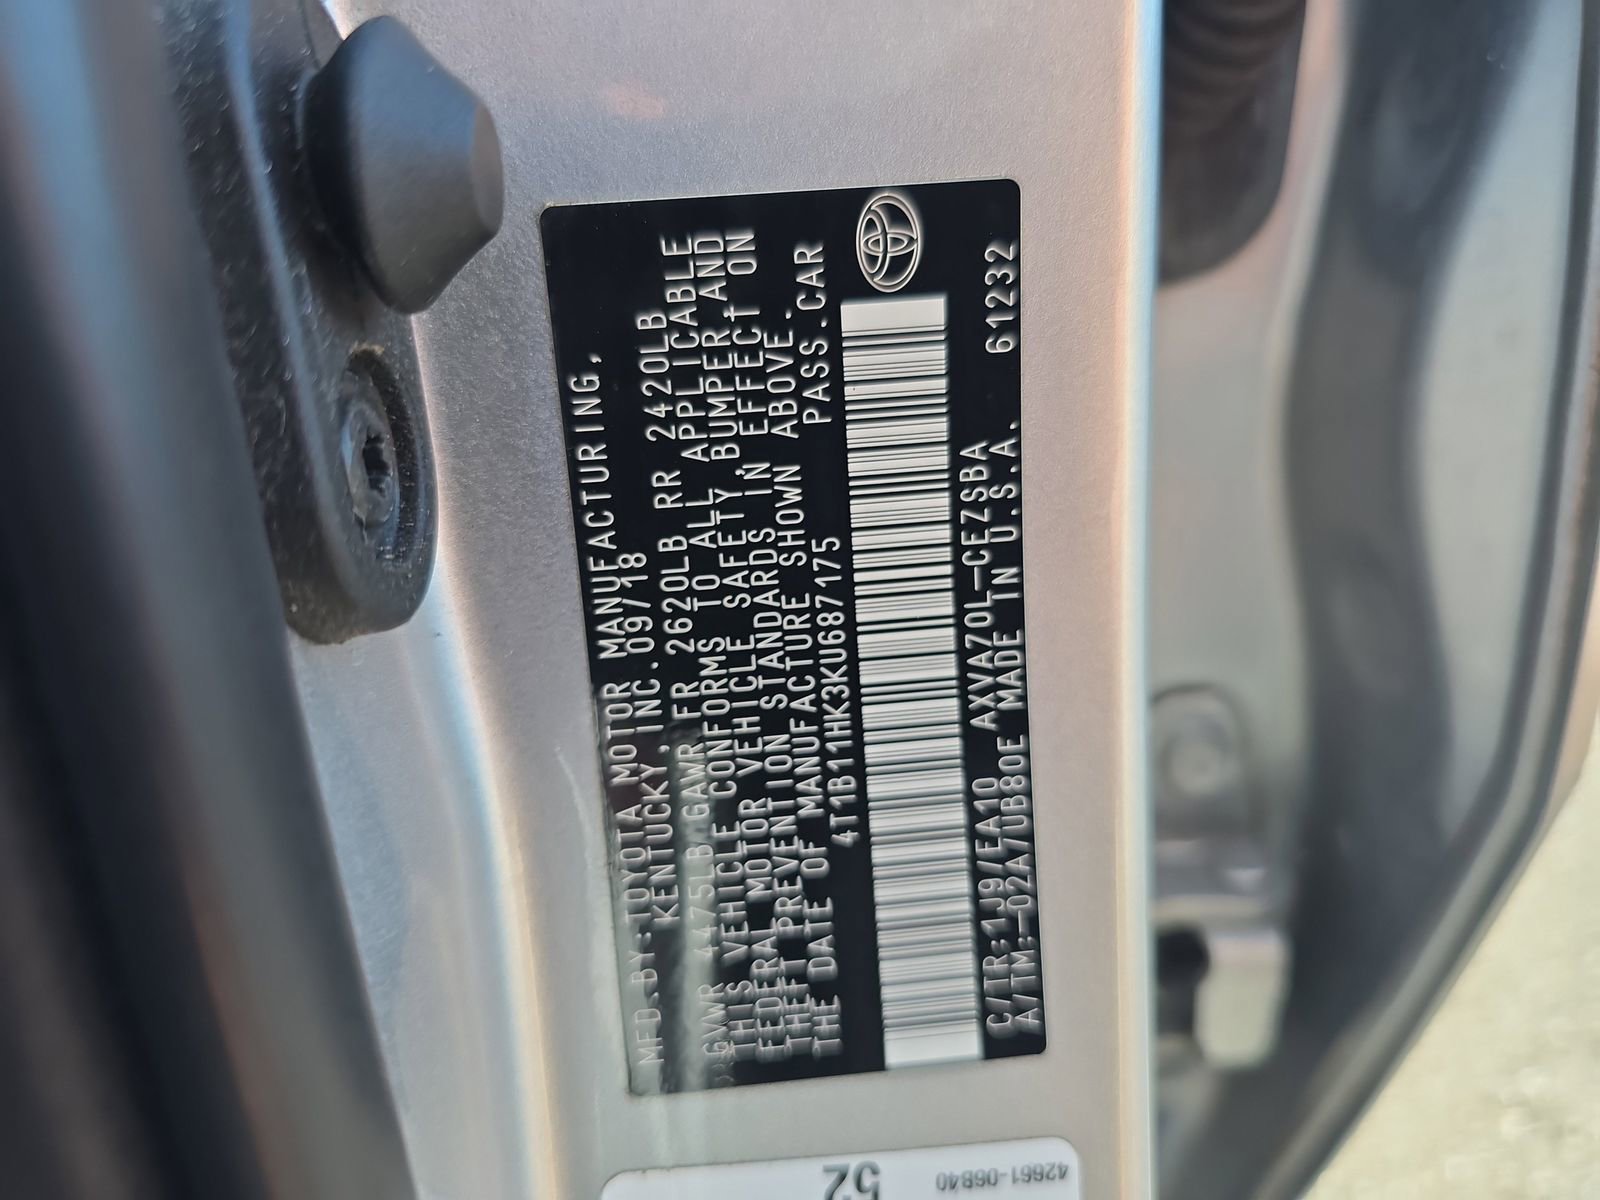 MFD.BY:TOYOTA MOTOR MANUFACTURING,
KENTUCKY,INC.09/18
GVWR 4475LB GAWR FR 2620LB RR 2420LB
THIS VEHICLE CONFORMS TO ALL APPLICABLE
FEDERAL MOTOR VEHICLE SAFETY, BUMPER, AND
THEFT PREVENTION STANDARDS IN EFFECT ON
THE DATE OF MANUFACTURE SHOWN ABOVE.
4T1B11HK3KU687175 PASS.CAR
C/TR:1J9/EA10 AXVA70L-CEZSBA 61232
A/TM:-02A/UB80E MADE IN U.S.A.
42661-06B40
52